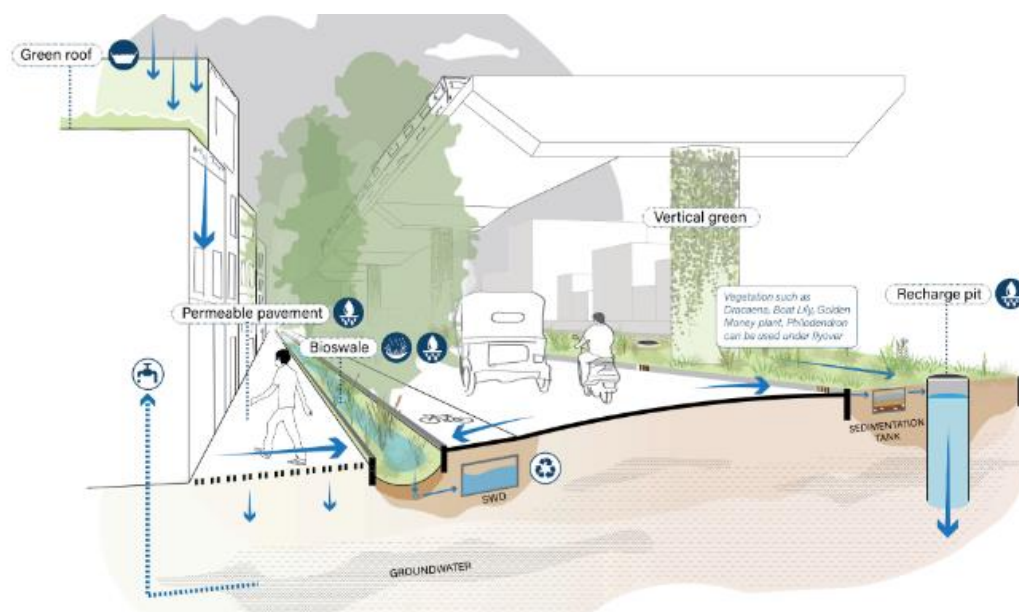 Green roof
Vertical green
Vegetation such as
Dracaena, Boat Lily, Golden
Money plant, Philodendron
can be used under flyover
Recharge pit
Permeable pavement
Bioswale
SEDIMENTATION
TANK
SWD
GROUNDWATER